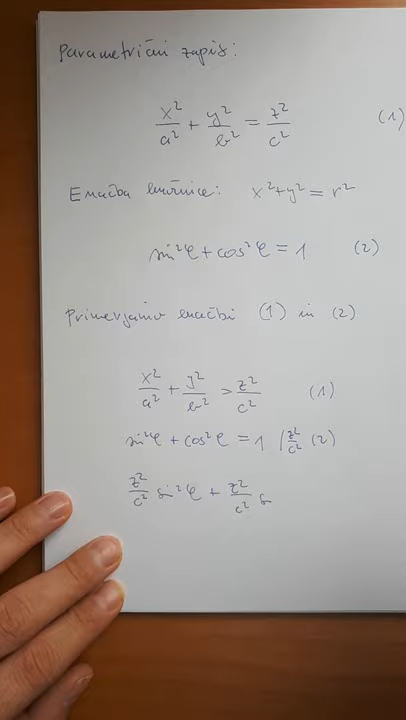 Parametrični zapis:
x²/a² + y²/b² = z²/c² (1)
Enačba krožnice: x²+y² = r²
sin²φ + cos²φ = 1 (2)
Primerjamo enačbi (1) in (2)
x²/a² + y²/b² = z²/c² (1)
sin²φ + cos²φ = 1 /z²/c² (2)
z²/c² sin²φ + z²/c² s